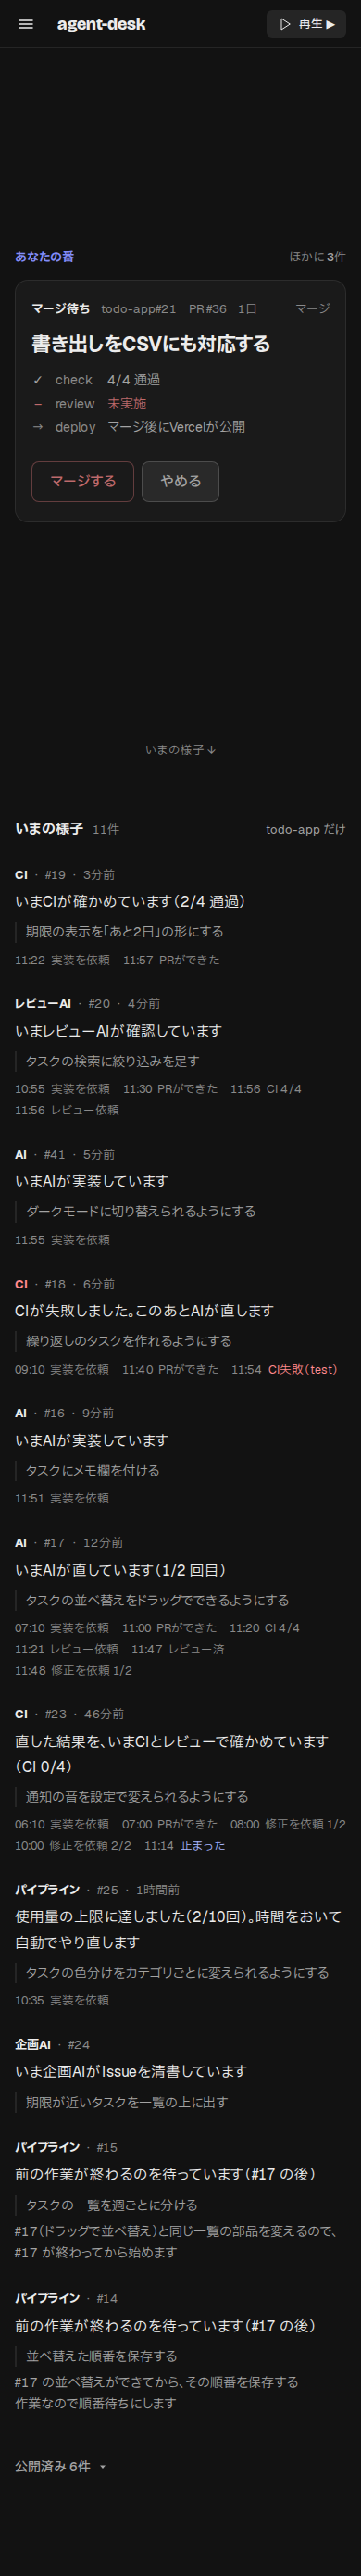 agent-desk
再生 ▶
あなたの番
ほかに 3件
マージ待ち todo-app#21 PR #36 1日 マージ
書き出しをCSVにも対応する
✓ check 4/4 通過
– review 未実施
→ deploy マージ後にVercelが公開
マージする
やめる
いまの様子 ↓
いまの様子 11件
todo-app だけ
CI · #19 · 3分前
いまCIが確かめています（2/4 通過）
期限の表示を「あと2日」の形にする
11:22 実装を依頼 11:57 PRができた
レビューAI · #20 · 4分前
いまレビューAIが確認しています
タスクの検索に絞り込みを足す
10:55 実装を依頼 11:30 PRができた 11:56 CI 4/4
11:56 レビュー依頼
AI · #41 · 5分前
いまAIが実装しています
ダークモードに切り替えられるようにする
11:55 実装を依頼
CI · #18 · 6分前
CIが失敗しました。このあとAIが直します
繰り返しのタスクを作れるようにする
09:10 実装を依頼 11:40 PRができた 11:54 CI失敗（test）
AI · #16 · 9分前
いまAIが実装しています
タスクにメモ欄を付ける
11:51 実装を依頼
AI · #17 · 12分前
いまAIが直しています（1/2 回目）
タスクの並べ替えをドラッグでできるようにする
07:10 実装を依頼 11:00 PRができた 11:20 CI 4/4
11:21 レビュー依頼 11:47 レビュー済
11:48 修正を依頼 1/2
CI · #23 · 46分前
直した結果を、いまCIとレビューで確かめています
（CI 0/4）
通知の音を設定で変えられるようにする
06:10 実装を依頼 07:00 PRができた 08:00 修正を依頼 1/2
10:00 修正を依頼 2/2 11:14 止まった
パイプライン · #25 · 1時間前
使用量の上限に達しました（2/10回）。時間をおいて
自動でやり直します
タスクの色分けをカテゴリごとに変えられるようにする
10:35 実装を依頼
企画AI · #24
いま企画AIがIssueを清書しています
期限が近いタスクを一覧の上に出す
パイプライン · #15
前の作業が終わるのを待っています（#17 の後）
タスクの一覧を週ごとに分ける
#17（ドラッグで並べ替え）と同じ一覧の部品を変えるので、
#17 が終わってから始めます
パイプライン · #14
前の作業が終わるのを待っています（#17 の後）
並べ替えた順番を保存する
#17 の並べ替えができてから、その順番を保存する
作業なので順番待ちにします
公開済み 6件